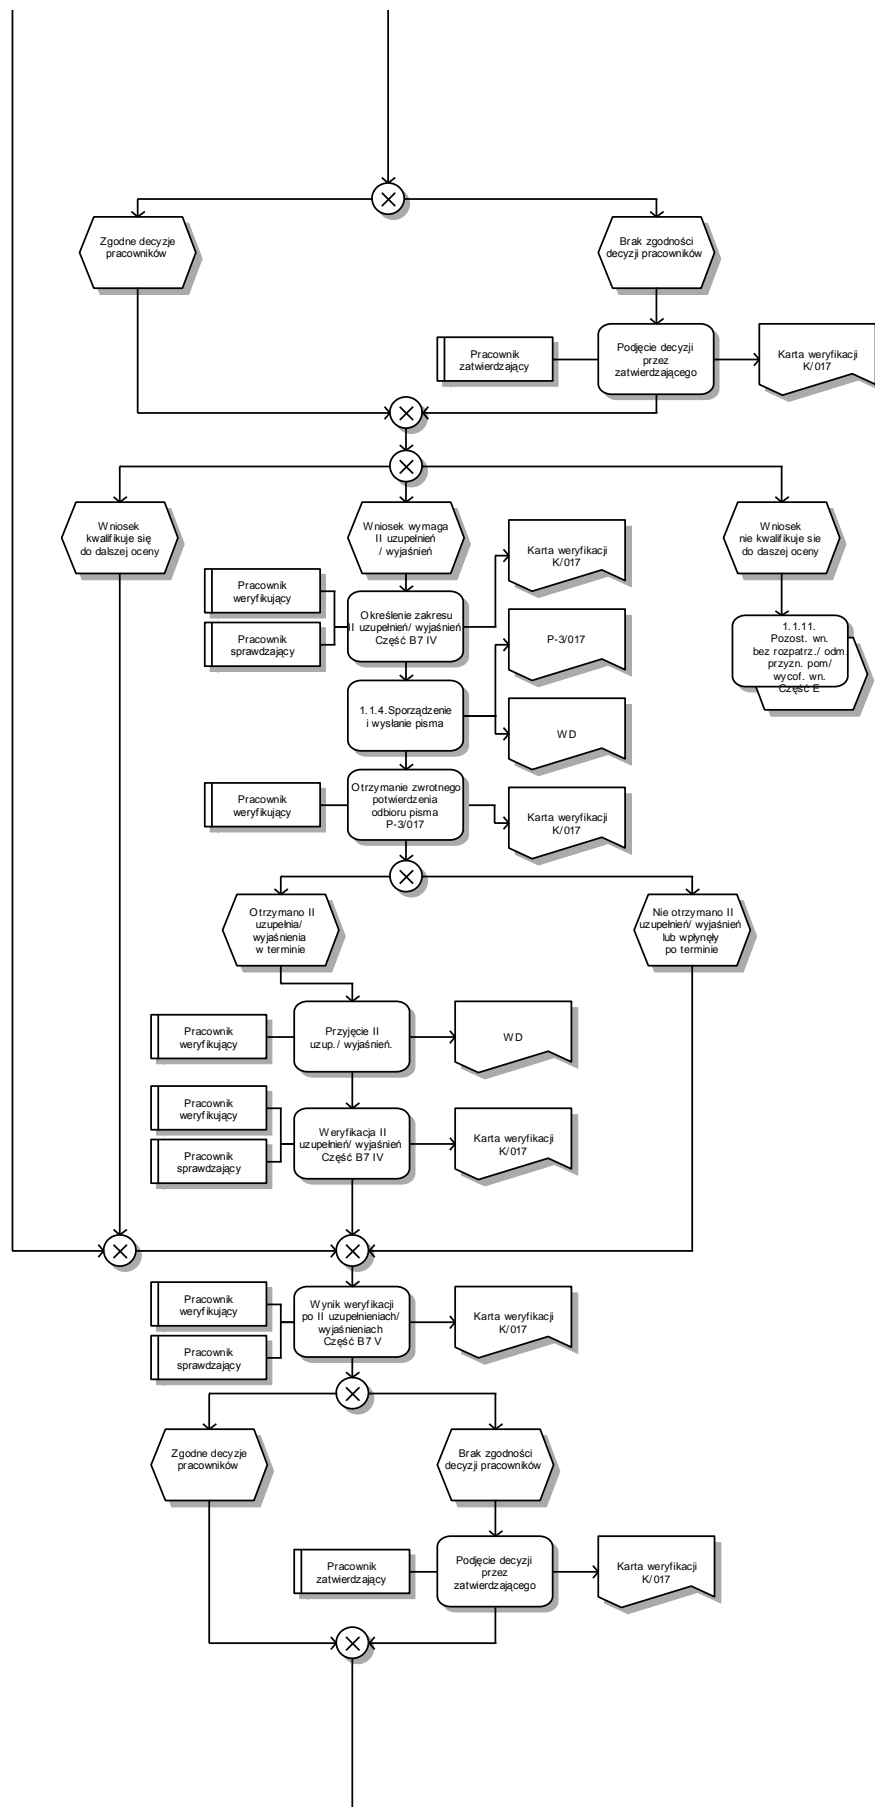 Zgodne decyzje
pracowników
Brak zgodności
decyzji pracowników
Pracownik
zatwierdzający
Podjęcie decyzji
przez
zatwierdzającego
Karta weryfikacji
K/017
Wniosek
kwalifikuje się
do dalszej oceny
Wniosek wymaga
II uzupełnień
/ wyjaśnień
Wniosek
nie kwalifikuje sie
do daszej oceny
Karta weryfikacji
K/017
Pracownik
weryfikujący
Pracownik
sprawdzający
Określenie zakresu
II uzupełnień/ wyjaśnień
Część B7 IV
P-3/017
1.1.11.
Pozost. wn.
bez rozpatrz./ odm.
przyzn. pom/
wycof. wn.
Część E
1.1.4.Sporządzenie
i wysłanie pisma
WD
Pracownik
weryfikujący
Otrzymanie zwrotnego
potwierdzenia
odbioru pisma
P-3/017
Karta weryfikacji
K/017
Otrzymano II
uzupełnia/
wyjaśnienia
w terminie
Nie otrzymano II
uzupełnień/ wyjaśnień
lub wpłynęły
po terminie
Pracownik
weryfikujący
Przyjęcie II
uzup./ wyjaśnień.
WD
Pracownik
weryfikujący
Pracownik
sprawdzający
Weryfikacja II
uzupełnień/ wyjaśnień
Część B7 IV
Karta weryfikacji
K/017
Pracownik
weryfikujący
Pracownik
sprawdzający
Wynik weryfikacji
po II uzupełnieniach/
wyjaśnieniach
Część B7 V
Karta weryfikacji
K/017
Zgodne decyzje
pracowników
Brak zgodności
decyzji pracowników
Pracownik
zatwierdzający
Podjęcie decyzji
przez
zatwierdzającego
Karta weryfikacji
K/017